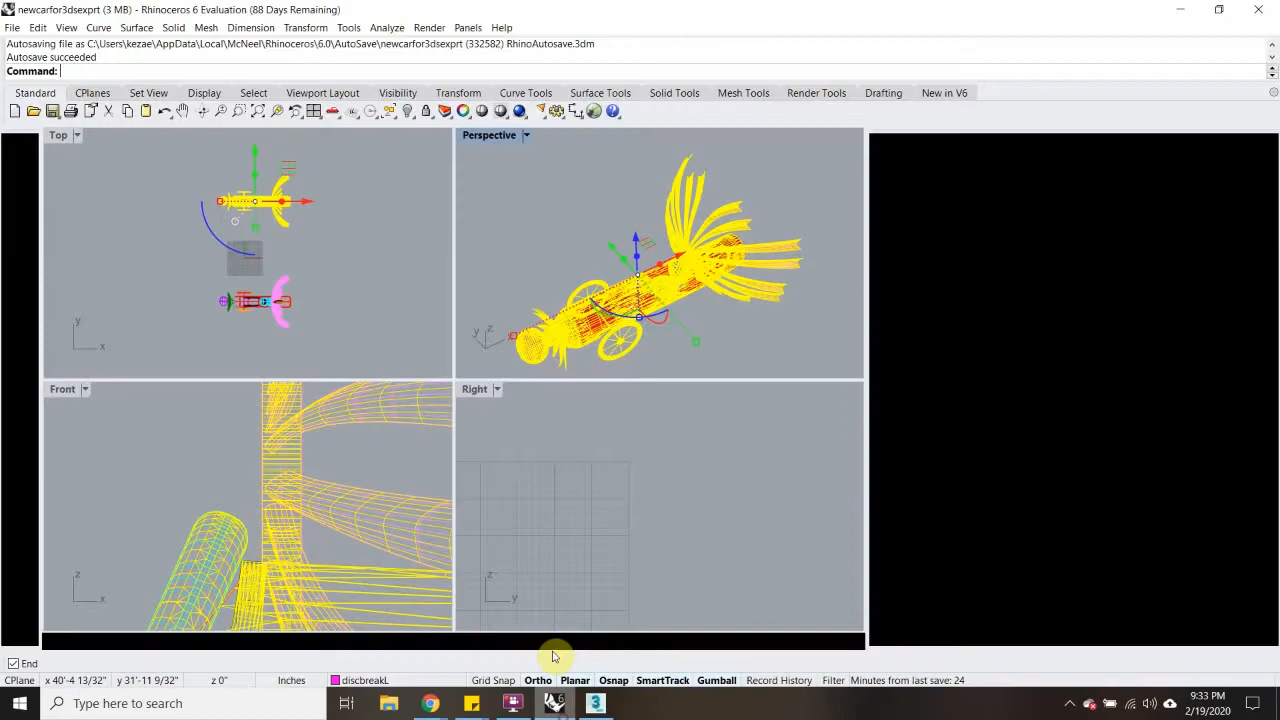 newcarfor3dsexprt (3 MB) - Rhinoceros 6 Evaluation (88 Days Remaining)
File Edit View Curve Surface Solid Mesh Dimension Transform Tools Analyze Render Panels Help
Autosaving file as C:\Users\kezae\AppData\Local\McNeel\Rhinoceros\6.0\AutoSave\newcarfor3dsexprt (332582) RhinoAutosave.3dm
Autosave succeeded
Command:
Standard CPlanes Set View Display Select Viewport Layout Visibility Transform Curve Tools Surface Tools Solid Tools Mesh Tools Render Tools Drafting New in V6
Top
Perspective
y
x
y
z
Front
Right
z
x
z
y
End
CPlane x 40'-4 13/32" y 31'-11 9/32" z 0" Inches discbreakL Grid Snap Ortho Planar Osnap SmartTrack Gumball Record History Filter Minutes from last save: 24
Type here to search
3
9:33 PM
2/19/2020